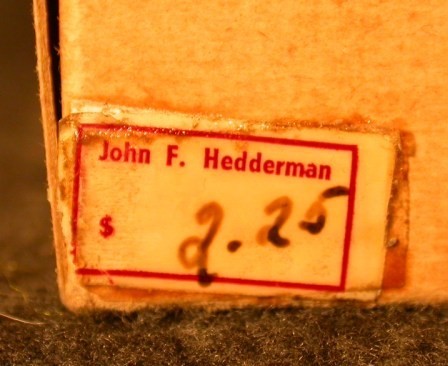 John F. Hedderman
$ 2.25